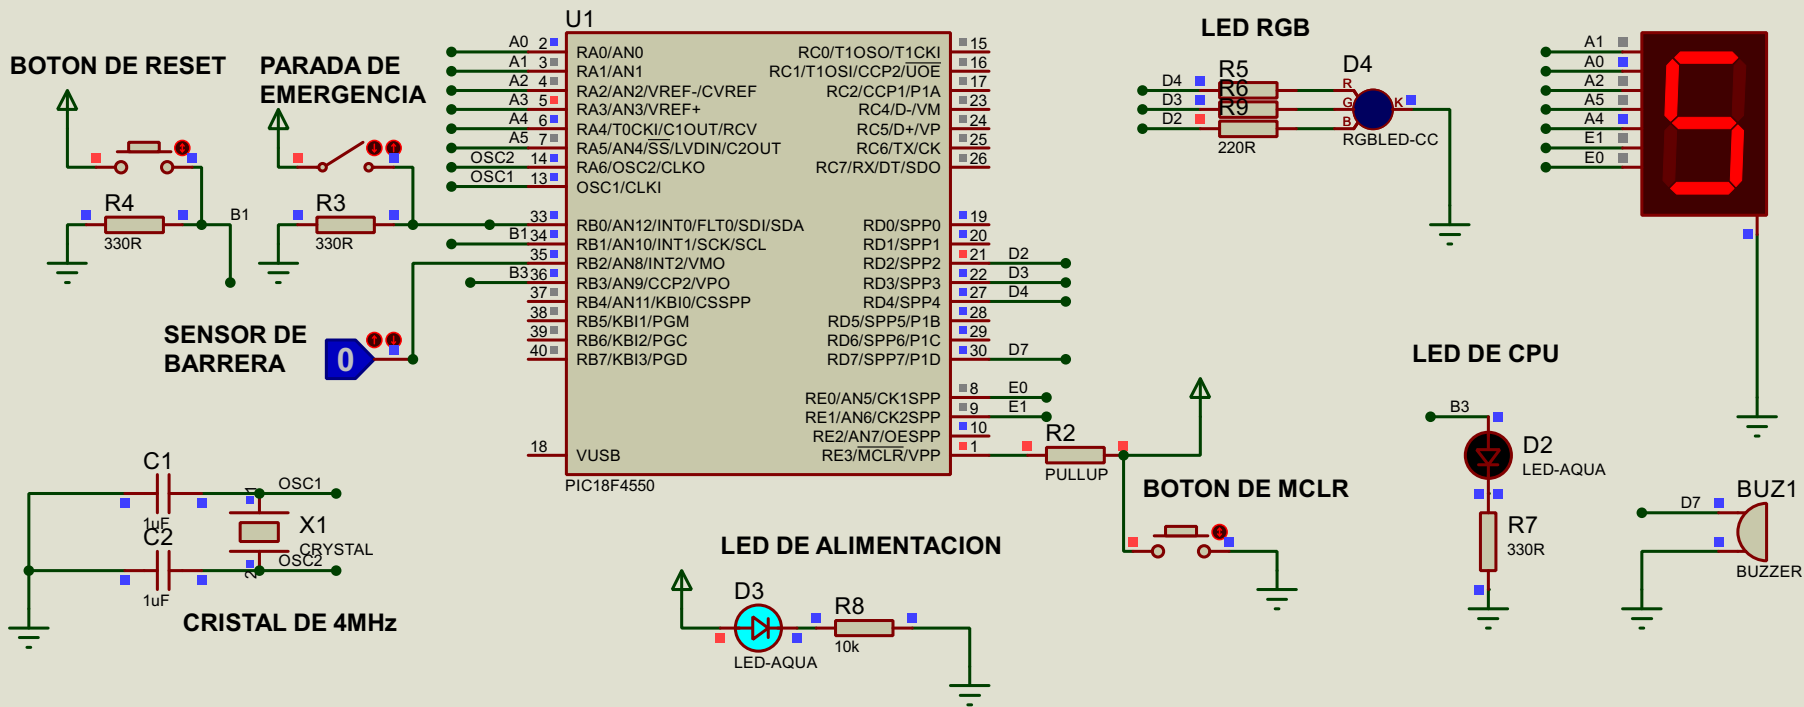 BOTON DE RESET
R4
330R
B1
PARADA DE
EMERGENCIA
R3
330R
SENSOR DE
BARRERA
0
C1
1uF
C2
1uF
OSC1
1
X1
CRYSTAL
OSC2
2
CRISTAL DE 4MHz
U1
A0 2 RA0/AN0
A1 3 RA1/AN1
A2 4 RA2/AN2/VREF-/CVREF
A3 5 RA3/AN3/VREF+
A4 6 RA4/T0CKI/C1OUT/RCV
A5 7 RA5/AN4/SS/LVDIN/C2OUT
OSC2 14 RA6/OSC2/CLKO
OSC1 13 OSC1/CLKI
33 RB0/AN12/INT0/FLT0/SDI/SDA
B1 34 RB1/AN10/INT1/SCK/SCL
35 RB2/AN8/INT2/VMO
B3 36 RB3/AN9/CCP2/VPO
37 RB4/AN11/KBI0/CSSPP
38 RB5/KBI1/PGM
39 RB6/KBI2/PGC
40 RB7/KBI3/PGD
18 VUSB
RC0/T1OSO/T1CKI 15
RC1/T1OSI/CCP2/UOE 16
RC2/CCP1/P1A 17
RC4/D-/VM 23
RC5/D+/VP 24
RC6/TX/CK 25
RC7/RX/DT/SDO 26
RD0/SPP0 19
RD1/SPP1 20
RD2/SPP2 21 D2
RD3/SPP3 22 D3
RD4/SPP4 27 D4
RD5/SPP5/P1B 28
RD6/SPP6/P1C 29
RD7/SPP7/P1D 30 D7
RE0/AN5/CK1SPP 8 E0
RE1/AN6/CK2SPP 9 E1
RE2/AN7/OESPP 10
RE3/MCLR/VPP 1
PIC18F4550
R2
PULLUP
BOTON DE MCLR
LED DE ALIMENTACION
D3
LED-AQUA
R8
10k
LED RGB
D4
D4 R5
D3 R6
D2 R9
220R
R
G
B
K
RGBLED-CC
A1
A0
A2
A5
A4
E1
E0
5
LED DE CPU
B3
D2
LED-AQUA
R7
330R
BUZ1
D7
BUZZER